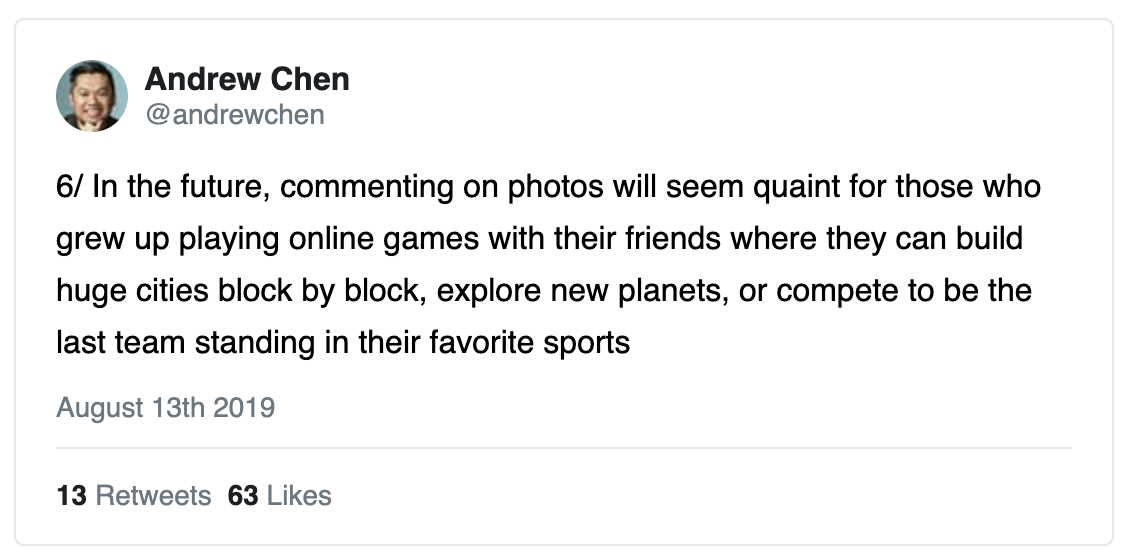 Andrew Chen
@andrewchen
6/ In the future, commenting on photos will seem quaint for those who
grew up playing online games with their friends where they can build
huge cities block by block, explore new planets, or compete to be the
last team standing in their favorite sports
August 13th 2019
13 Retweets 63 Likes